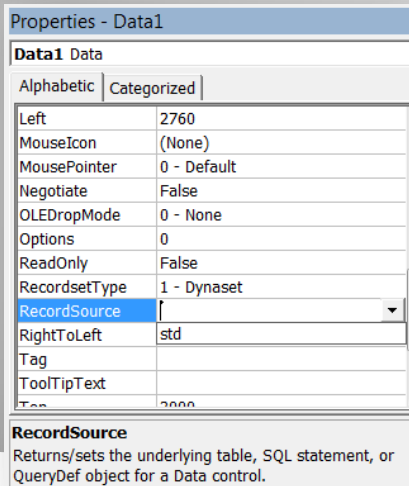 Properties - Data1
Data1 Data
Alphabetic Categorized
Left 2760
MouseIcon (None)
MousePointer 0 - Default
Negotiate False
OLEDropMode 0 - None
Options 0
ReadOnly False
RecordsetType 1 - Dynaset
RecordSource
RightToLeft std
Tag
ToolTipText
RecordSource
Returns/sets the underlying table, SQL statement, or
QueryDef object for a Data control.